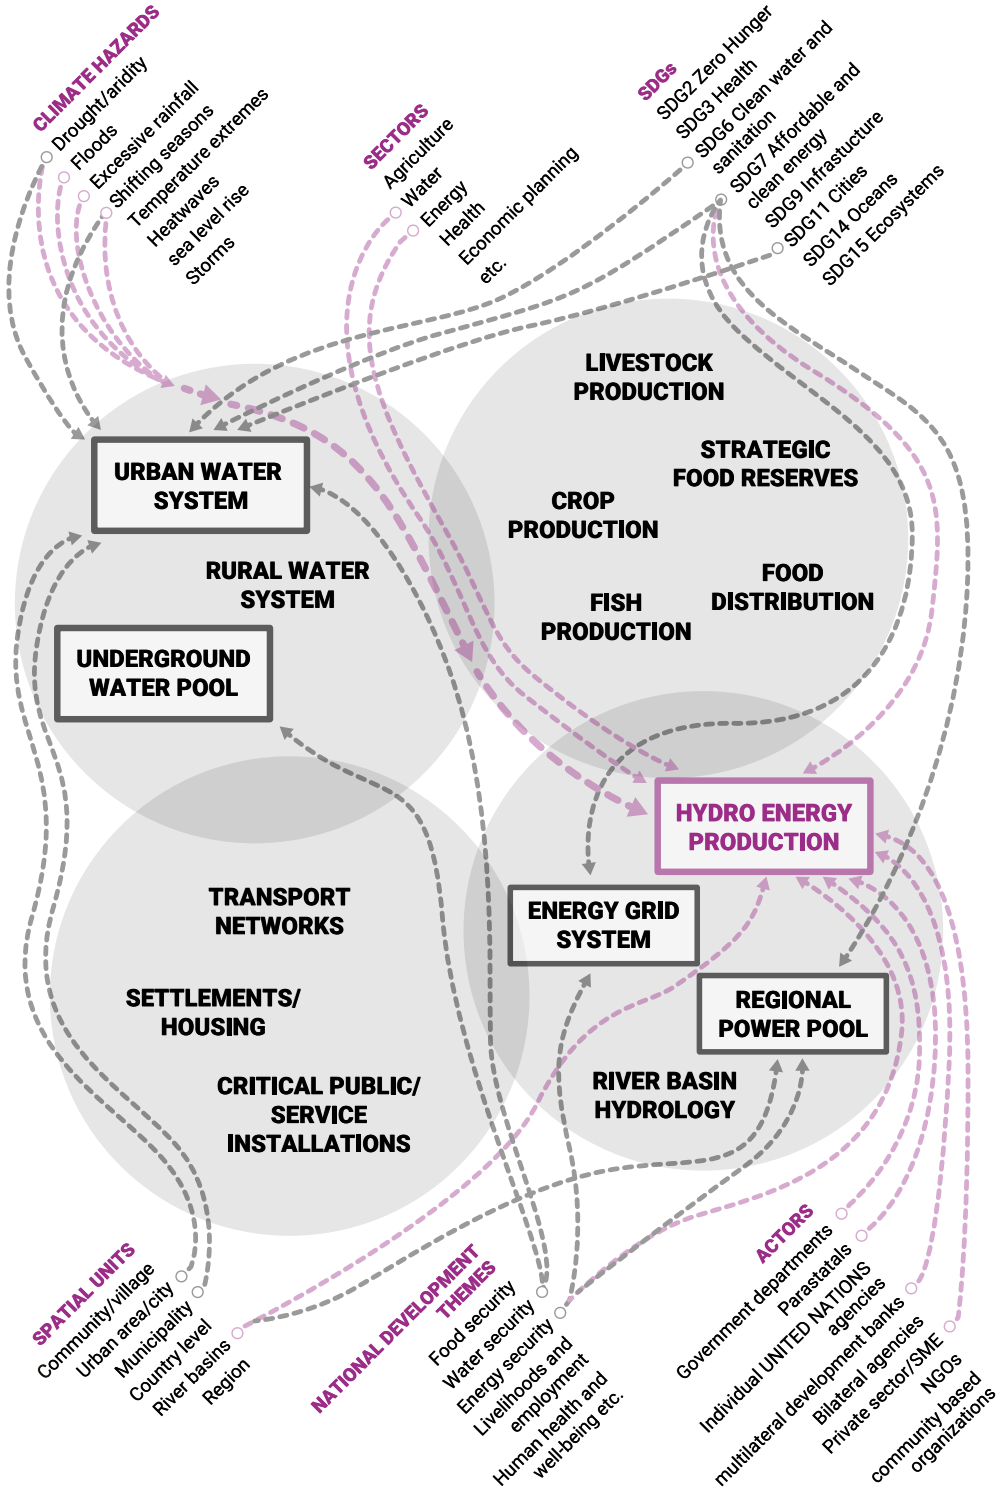 CLIMATE HAZARDS
Drought/aridity
Floods
Excessive rainfall
Shifting seasons
Temperature extremes
Heatwaves
sea level rise
Storms
SECTORS
Agriculture
Water
Energy
Health
Economic planning
etc.
SDGs
SDG2 Zero Hunger
SDG3 Health
SDG6 Clean water and
sanitation
SDG7 Affordable and
clean energy
SDG9 Infrastucture
SDG11 Cities
SDG14 Oceans
SDG15 Ecosystems
LIVESTOCK
PRODUCTION
STRATEGIC
FOOD RESERVES
CROP
PRODUCTION
FOOD
DISTRIBUTION
FISH
PRODUCTION
URBAN WATER
SYSTEM
RURAL WATER
SYSTEM
UNDERGROUND
WATER POOL
HYDRO ENERGY
PRODUCTION
ENERGY GRID
SYSTEM
REGIONAL
POWER POOL
RIVER BASIN
HYDROLOGY
TRANSPORT
NETWORKS
SETTLEMENTS/
HOUSING
CRITICAL PUBLIC/
SERVICE
INSTALLATIONS
SPATIAL UNITS
Community/village
Urban area/city
Municipality
Country level
River basins
Region
NATIONAL DEVELOPMENT
THEMES
Food security
Water security
Energy security
Livelihoods and
employment
Human health and
well-being etc.
ACTORS
Government departments
Parastatals
Individual UNITED NATIONS
agencies
multilateral development banks
Bilateral agencies
Private sector/SME
NGOs
community based
organizations